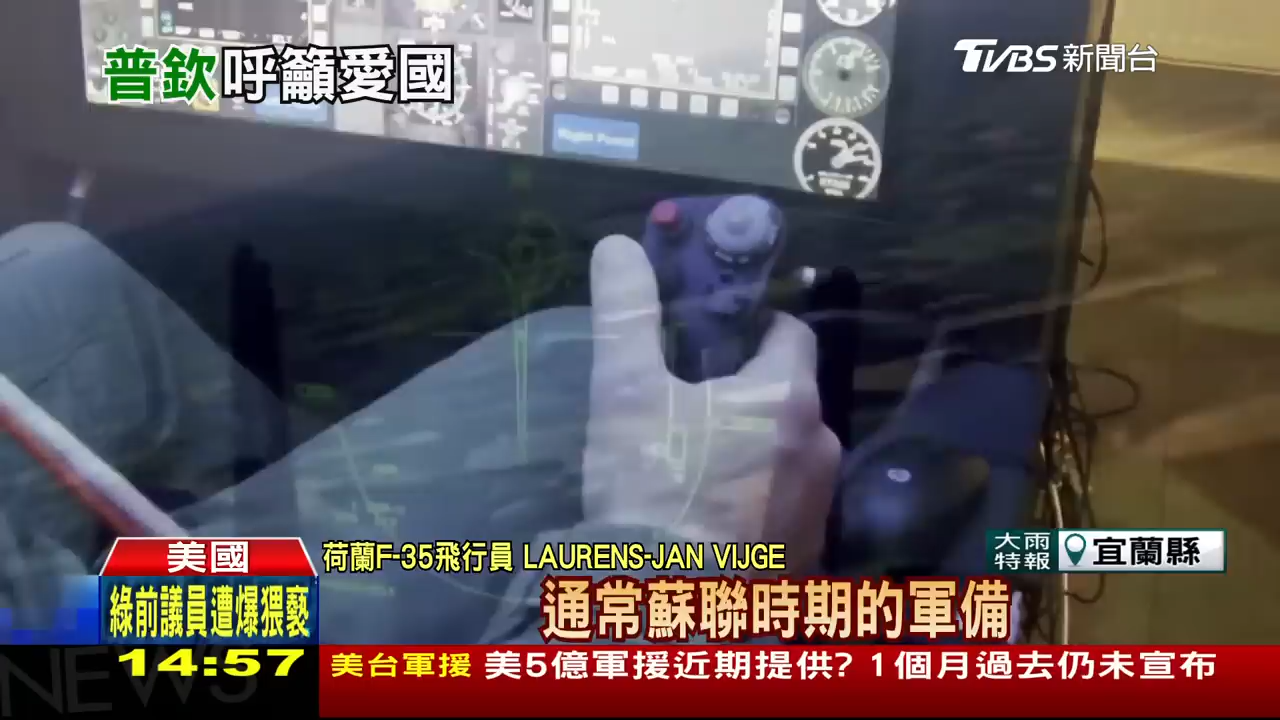 普欽呼籲愛國
TVBS新聞台
荷蘭F-35飛行員 LAURENS-JAN VIJGE
通常蘇聯時期的軍備
大雨
特報
宜蘭縣
美國
綠前議員遭爆猥褻
NEWS
14:57
美台軍援 美5億軍援近期提供? 1個月過去仍未宣布